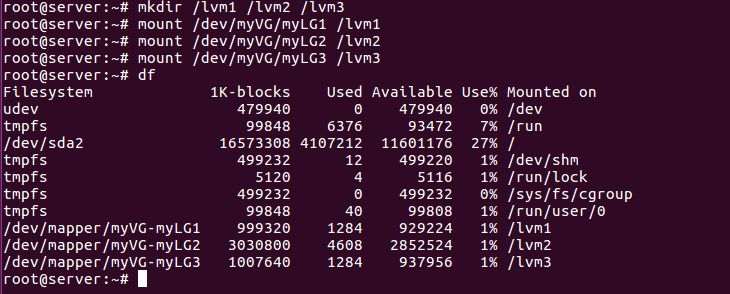 root@server:~# mkdir /lvm1 /lvm2 /lvm3
root@server:~# mount /dev/myVG/myLG1 /lvm1
root@server:~# mount /dev/myVG/myLG2 /lvm2
root@server:~# mount /dev/myVG/myLG3 /lvm3
root@server:~# df
Filesystem 1K-blocks Used Available Use% Mounted on
udev 479940 0 479940 0% /dev
tmpfs 99848 6376 93472 7% /run
/dev/sda2 16573308 4107212 11601176 27% /
tmpfs 499232 12 499220 1% /dev/shm
tmpfs 5120 4 5116 1% /run/lock
tmpfs 499232 0 499232 0% /sys/fs/cgroup
tmpfs 99848 40 99808 1% /run/user/0
/dev/mapper/myVG-myLG1 999320 1284 929224 1% /lvm1
/dev/mapper/myVG-myLG2 3030800 4608 2852524 1% /lvm2
/dev/mapper/myVG-myLG3 1007640 1284 937956 1% /lvm3
root@server:~#